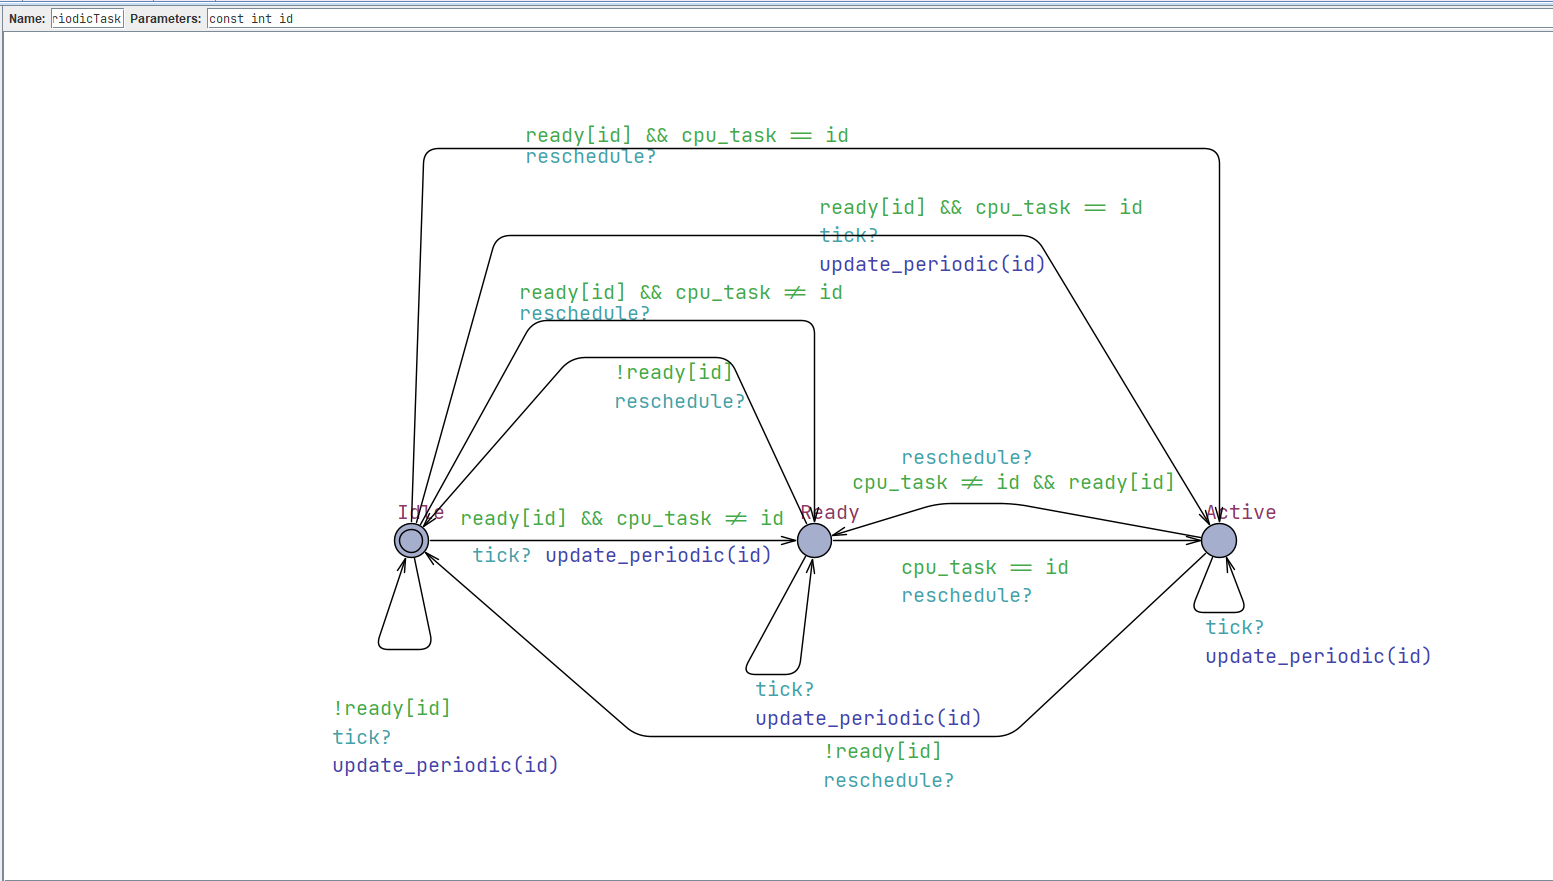 Name: riodicTask Parameters: const int id
ready[id] && cpu_task == id
reschedule?
ready[id] && cpu_task == id
tick?
update_periodic(id)
ready[id] && cpu_task ≠ id
reschedule?
!ready[id]
reschedule?
reschedule?
cpu_task ≠ id && ready[id]
Idle
Ready
Active
ready[id] && cpu_task ≠ id
tick? update_periodic(id)
cpu_task == id
reschedule?
tick?
update_periodic(id)
tick?
update_periodic(id)
!ready[id]
tick?
update_periodic(id)
!ready[id]
reschedule?